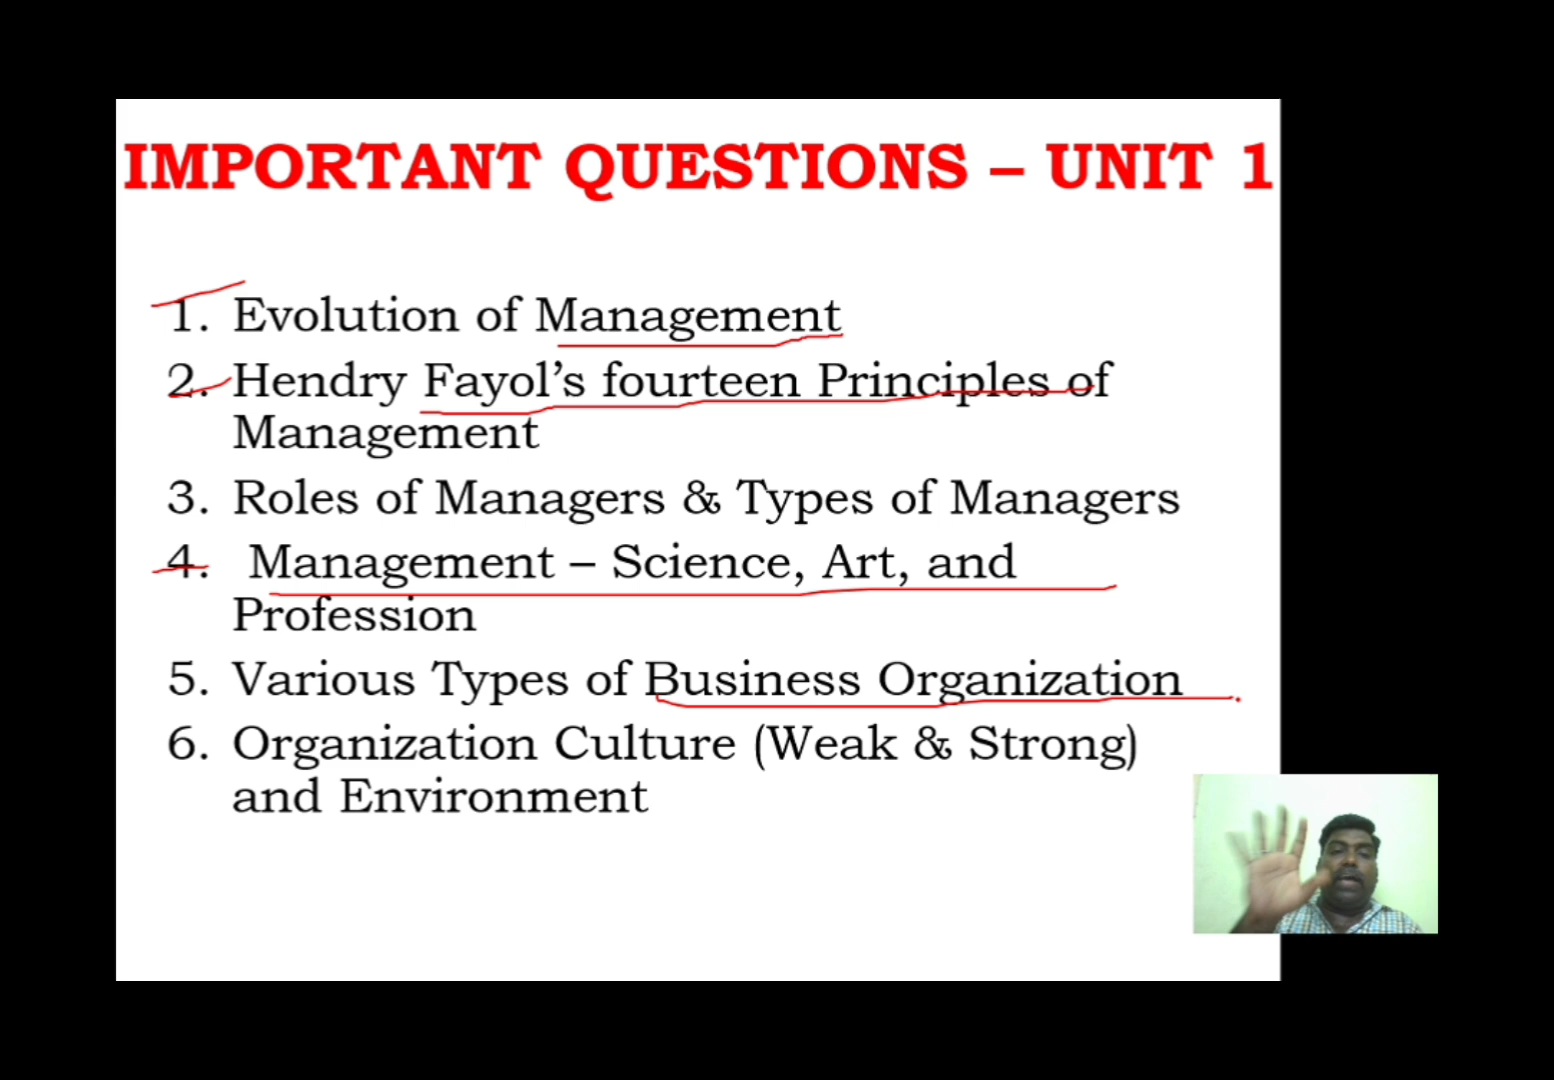 IMPORTANT QUESTIONS – UNIT 1
1. Evolution of Management
2. Hendry Fayol’s fourteen Principles of
Management
3. Roles of Managers & Types of Managers
4. Management – Science, Art, and
Profession
5. Various Types of Business Organization
6. Organization Culture (Weak & Strong)
and Environment